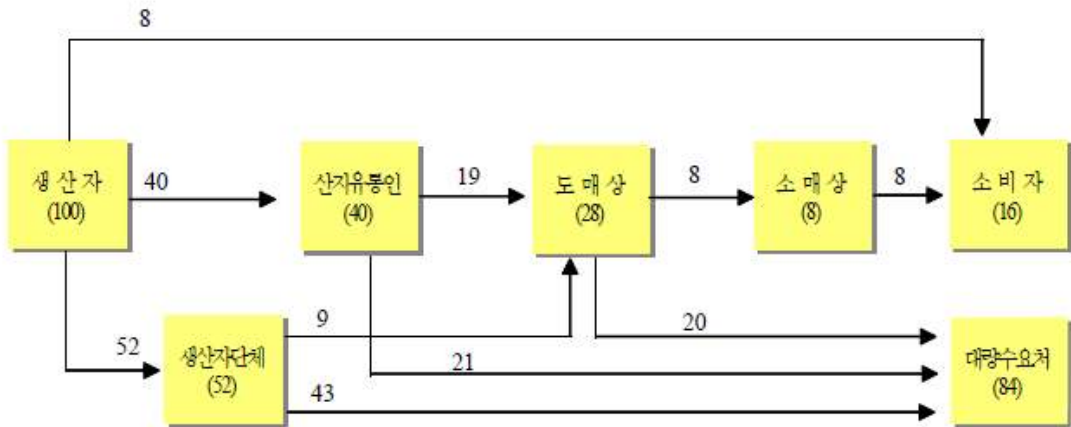 8
생 산 자
(100)
40
산지유통인
(40)
19
도 매 상
(28)
8
소 매 상
(8)
8
소 비 자
(16)
52
생산자단체
(52)
9
20
21
43
대량수요처
(84)